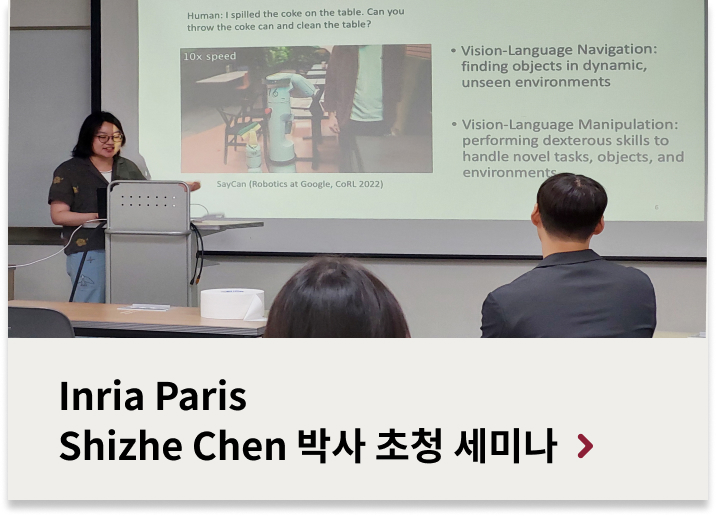 Human: I spilled the coke on the table. Can you
throw the coke can and clean the table?
10x speed
SayCan (Robotics at Google, CoRL 2022)
• Vision-Language Navigation:
finding objects in dynamic,
unseen environments
• Vision-Language Manipulation:
performing dexterous skills to
handle novel tasks, objects, and
environments
Inria Paris
Shizhe Chen 박사 초청 세미나